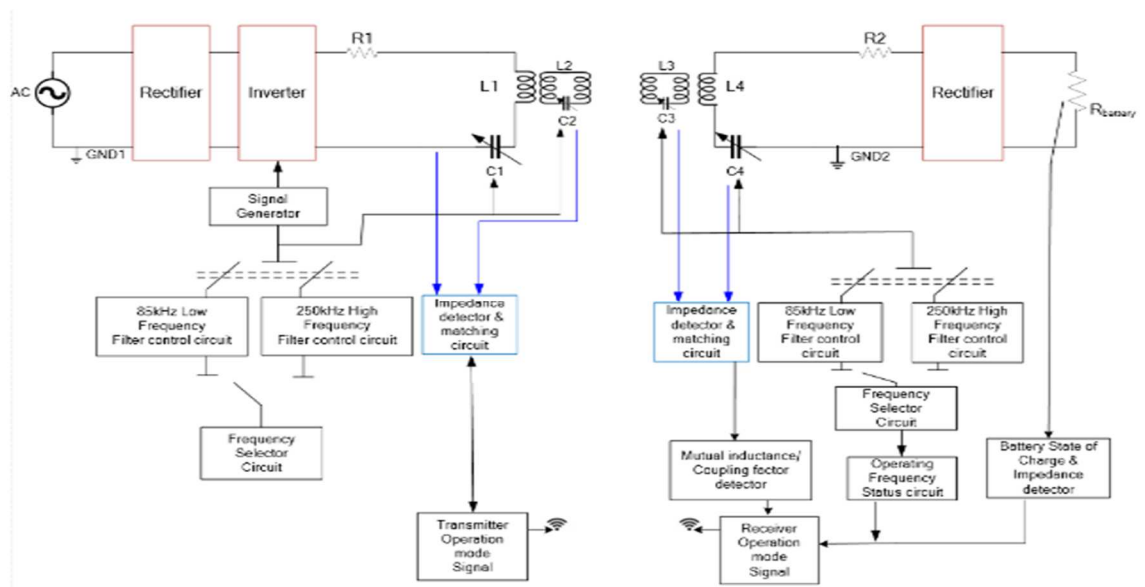 R1
R2
L2
L3
AC
Rectifier
Inverter
L1
L4
Rectifier
R battery
C2
C3
GND1
GND2
C1
C4
Signal
Generator
85kHz Low
Frequency
Filter control circuit
250kHz High
Frequency
Filter control circuit
Impedance
detector &
matching
circuit
Impedance
detector &
matching
circuit
85kHz Low
Frequency
Filter control
circuit
250kHz High
Frequency
Filter control
circuit
Frequency
Selector
Circuit
Frequency
Selector
Circuit
Mutual inductance/
Coupling factor
detector
Operating
Frequency
Status circuit
Battery State of
Charge &
Impedance
detector
Transmitter
Operation
mode
Signal
Receiver
Operation
mode
Signal